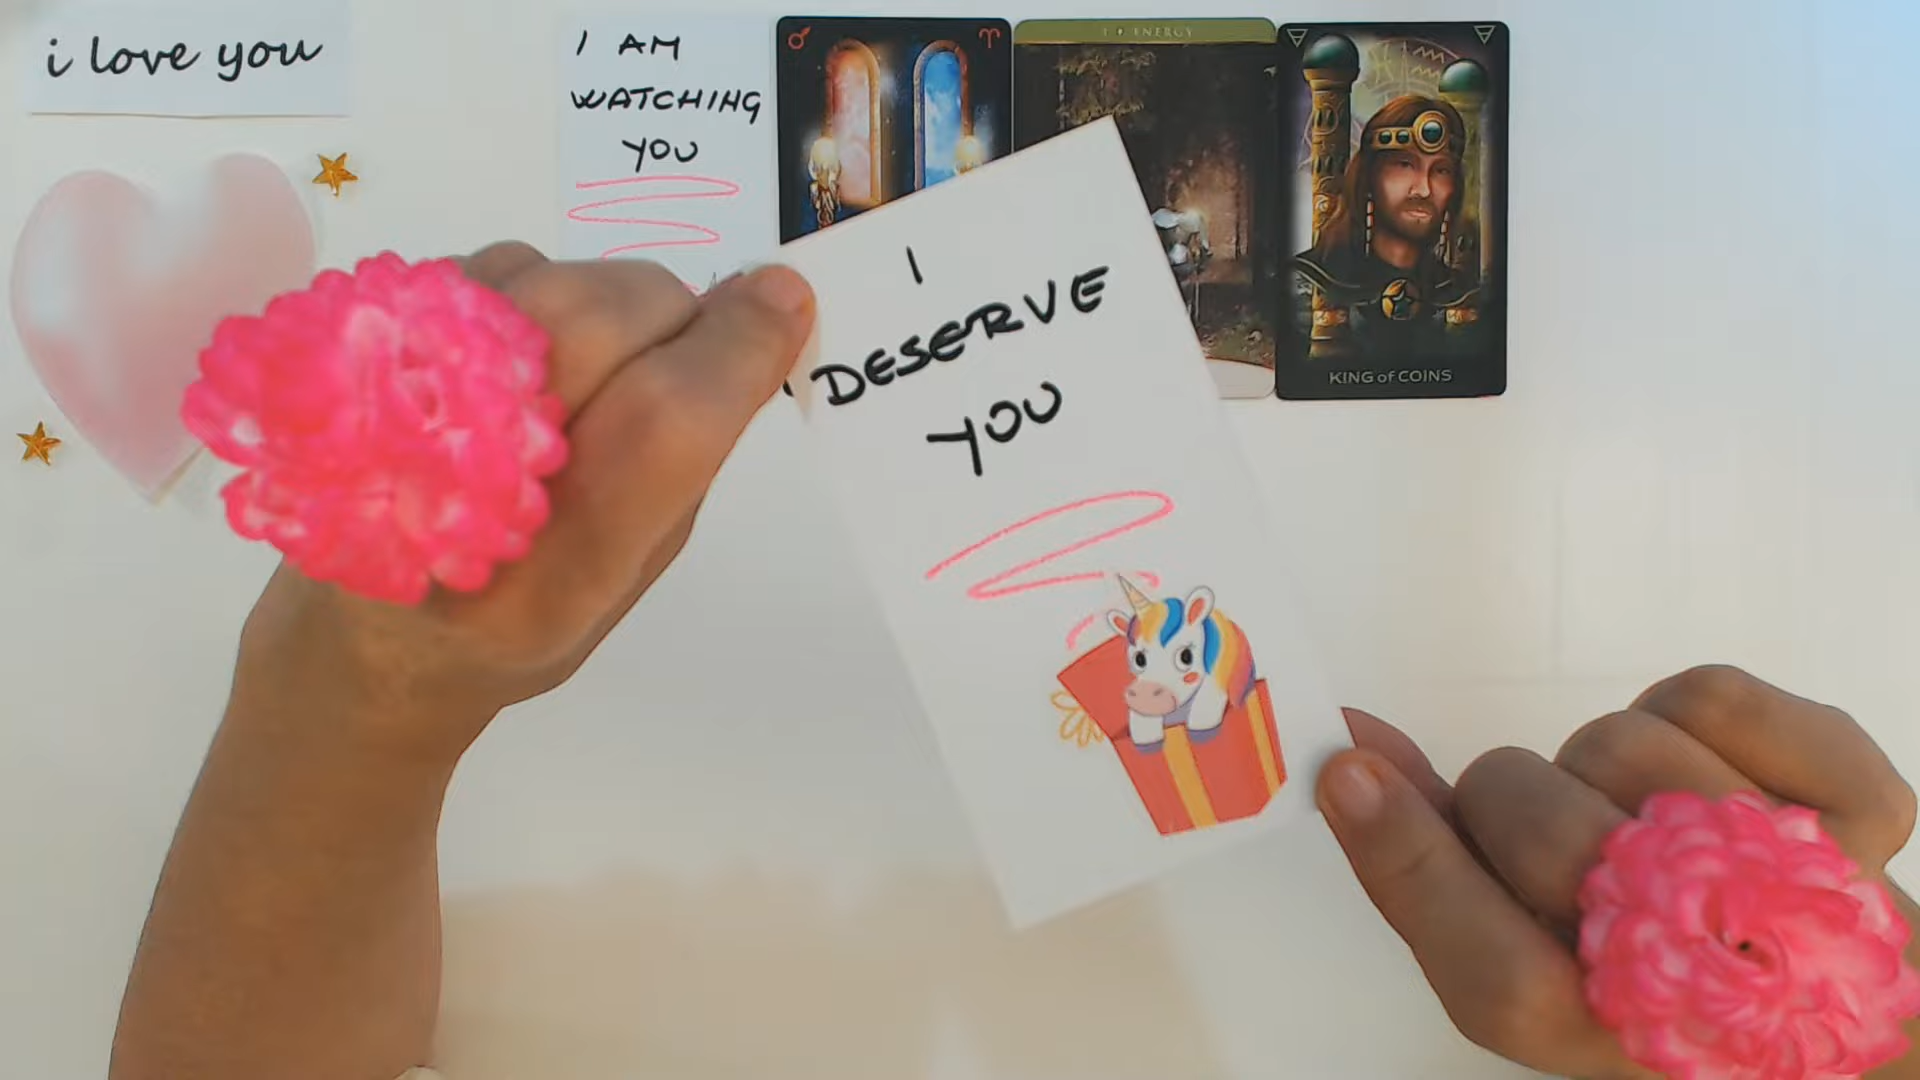 i love you
I AM
WATCHING
YOU
I ENERGY
KING of COINS
I
DESERVE
YOU